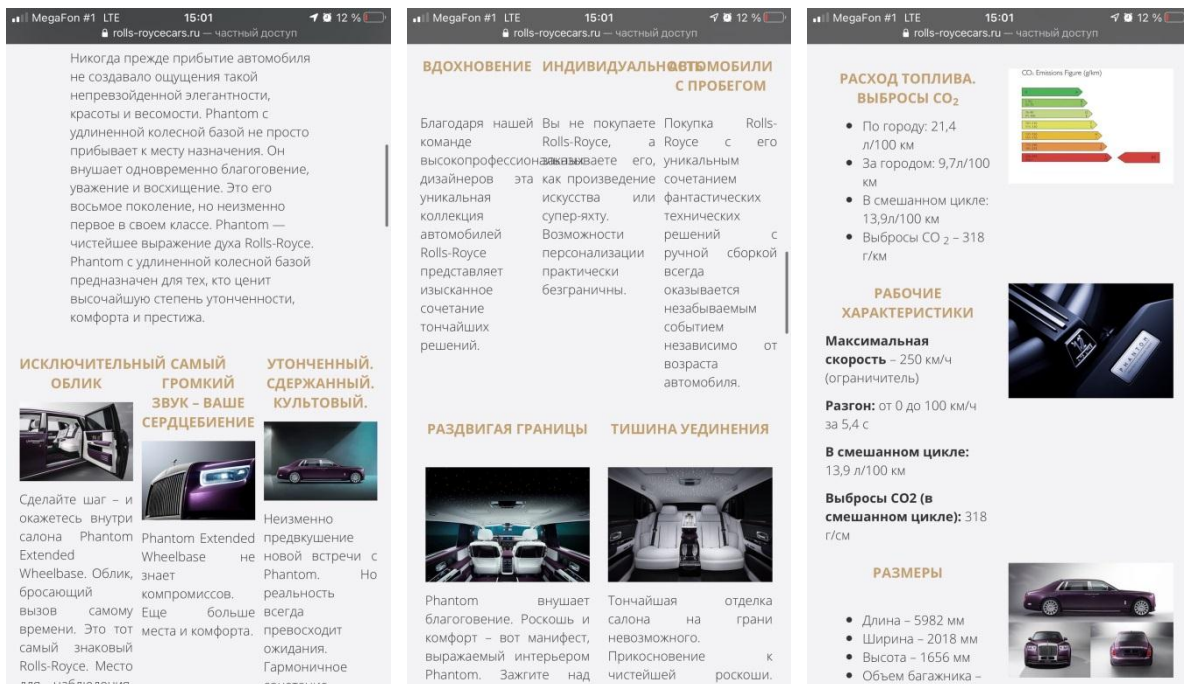 MegaFon #1 LTE 15:01 12 %
rolls-roycecars.ru — частный доступ
Никогда прежде прибытие автомобиля
не создавало ощущения такой
непревзойденной элегантности,
красоты и весомости. Phantom с
удлиненной колесной базой не просто
прибывает к месту назначения. Он
внушает одновременно благоговение,
уважение и восхищение. Это его
восьмое поколение, но неизменно
первое в своем классе. Phantom —
чистейшее выражение духа Rolls-Royce.
Phantom с удлиненной колесной базой
предназначен для тех, кто ценит
высочайшую степень утонченности,
комфорта и престижа.
ИСКЛЮЧИТЕЛЬНЫЙ
ОБЛИК
Сделайте шаг – и
окажетесь внутри
салона Phantom
Extended
Wheelbase. Облик,
бросающий
вызов самому
времени. Это тот
самый знаковый
Rolls-Royce. Место
для наблюдения
САМЫЙ
ГРОМКИЙ
ЗВУК – ВАШЕ
СЕРДЦЕБИЕНИЕ
Phantom Extended
Wheelbase не
знает
компромиссов.
Еще больше
места и комфорта.
УТОНЧЕННЫЙ.
СДЕРЖАННЫЙ.
КУЛЬТОВЫЙ.
Неизменно
предвкушение
новой встречи с
Phantom. Но
реальность
всегда
превосходит
ожидания.
Гармоничное
MegaFon #1 LTE 15:01 12 %
rolls-roycecars.ru — частный доступ
ВДОХНОВЕНИЕ
Благодаря нашей
команде
высокопрофессиональных
дизайнеров эта
уникальная
коллекция
автомобилей
Rolls-Royce
представляет
изысканное
сочетание
тончайших
решений.
ИНДИВИДУАЛЬНОСТЬ
Вы не покупаете
Rolls-Royce, а
заказываете его,
как произведение
искусства или
супер-яхту.
Возможности
персонализации
практически
безграничны.
АВТОМОБИЛИ
С ПРОБЕГОМ
Покупка Rolls-
Royce с его
уникальным
сочетанием
фантастических
технических
решений с
ручной сборкой
всегда
оказывается
незабываемым
событием
независимо от
возраста
автомобиля.
РАЗДВИГАЯ ГРАНИЦЫ
Phantom внушает
благоговение. Роскошь и
комфорт – вот манифест,
выражаемый интерьером
Phantom. Зажгите над
ТИШИНА УЕДИНЕНИЯ
Тончайшая отделка
салона на грани
невозможного.
Прикосновение к
чистейшей роскоши.
MegaFon #1 LTE 15:01 12 %
rolls-roycecars.ru — частный доступ
РАСХОД ТОПЛИВА.
ВЫБРОСЫ CO2
По городу: 21,4
л/100 км
За городом: 9,7л/100
км
В смешанном цикле:
13,9л/100 км
Выбросы CO 2 – 318
г/км
CO₂ Emissions Figure (g/km)
РАБОЧИЕ
ХАРАКТЕРИСТИКИ
Максимальная
скорость – 250 км/ч
(ограничитель)
Разгон: от 0 до 100 км/ч
за 5,4 с
В смешанном цикле:
13,9 л/100 км
Выбросы CO2 (в
смешанном цикле): 318
г/см
PHANTOM
РАЗМЕРЫ
Длина – 5982 мм
Ширина – 2018 мм
Высота – 1656 мм
Объем багажника –